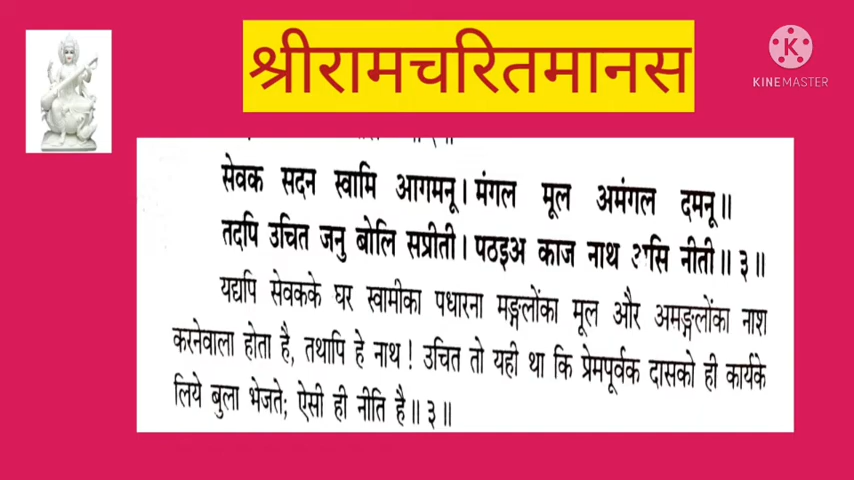 श्रीरामचरितमानस
KINEMASTER
सेवक सदन स्वामि आगमनू। मंगल मूल अमंगल दमनू॥
तदपि उचित जनु बोलि सप्रीती। पठइअ काज नाथ असि नीती॥३॥
यद्यपि सेवकके घर स्वामीका पधारना मङ्गलोंका मूल और अमङ्गलोंका नाश
करनेवाला होता है, तथापि हे नाथ! उचित तो यही था कि प्रेमपूर्वक दासको ही कार्यके
लिये बुला भेजते; ऐसी ही नीति है॥३॥